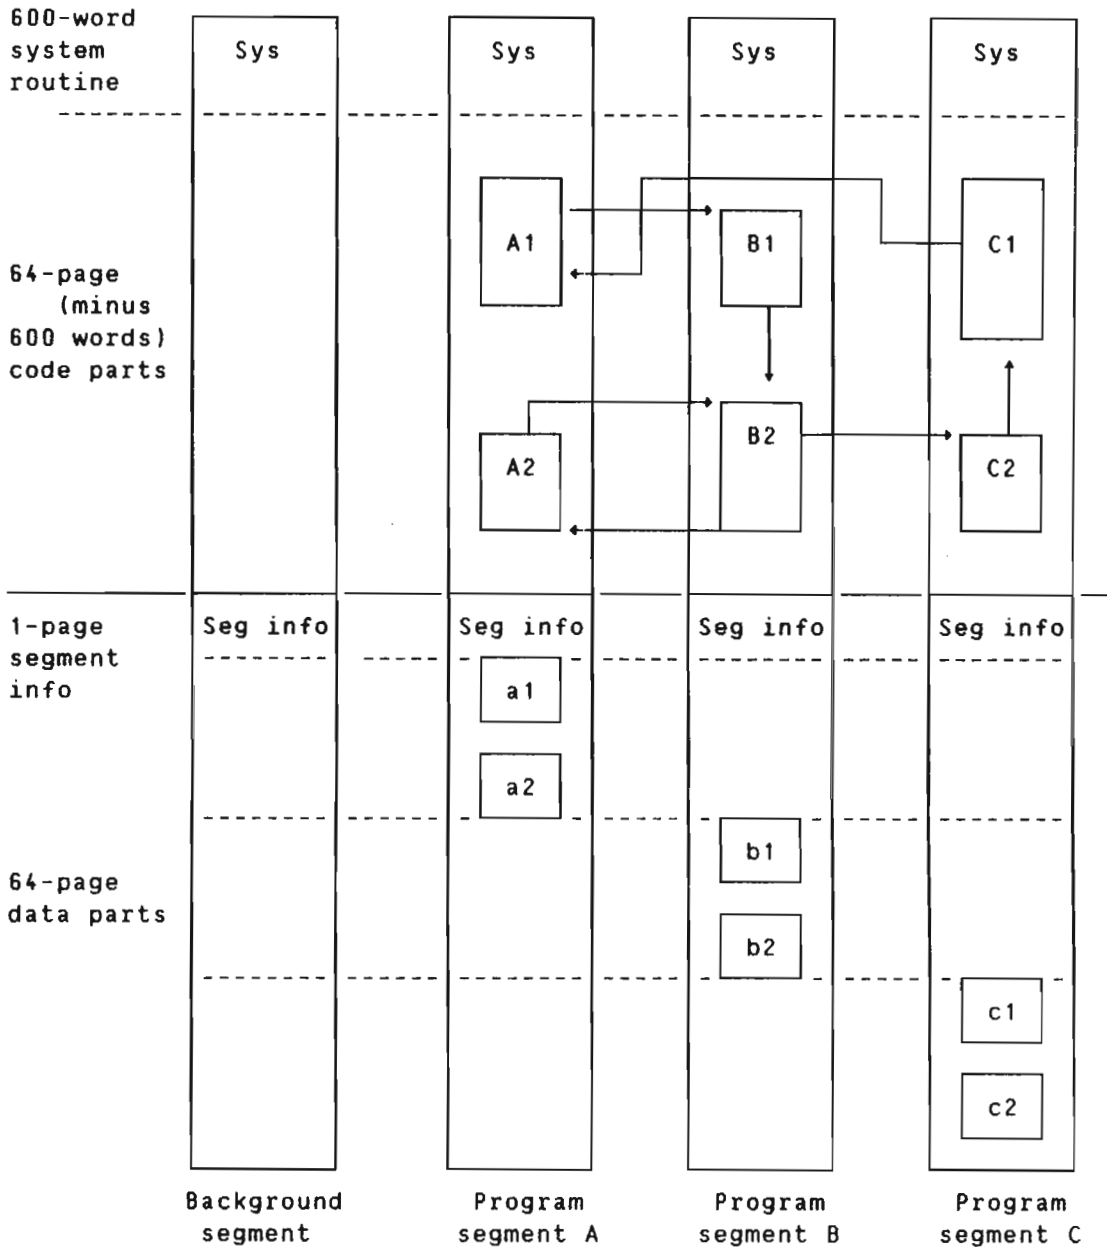 600-word
system
routine
Sys
Sys
Sys
Sys
64-page
(minus
600 words)
code parts
A1
B1
C1
A2
B2
C2
1-page
segment
info
Seg info
Seg info
Seg info
Seg info
a1
a2
64-page
data parts
b1
b2
c1
c2
Background
segment
Program
segment A
Program
segment B
Program
segment C